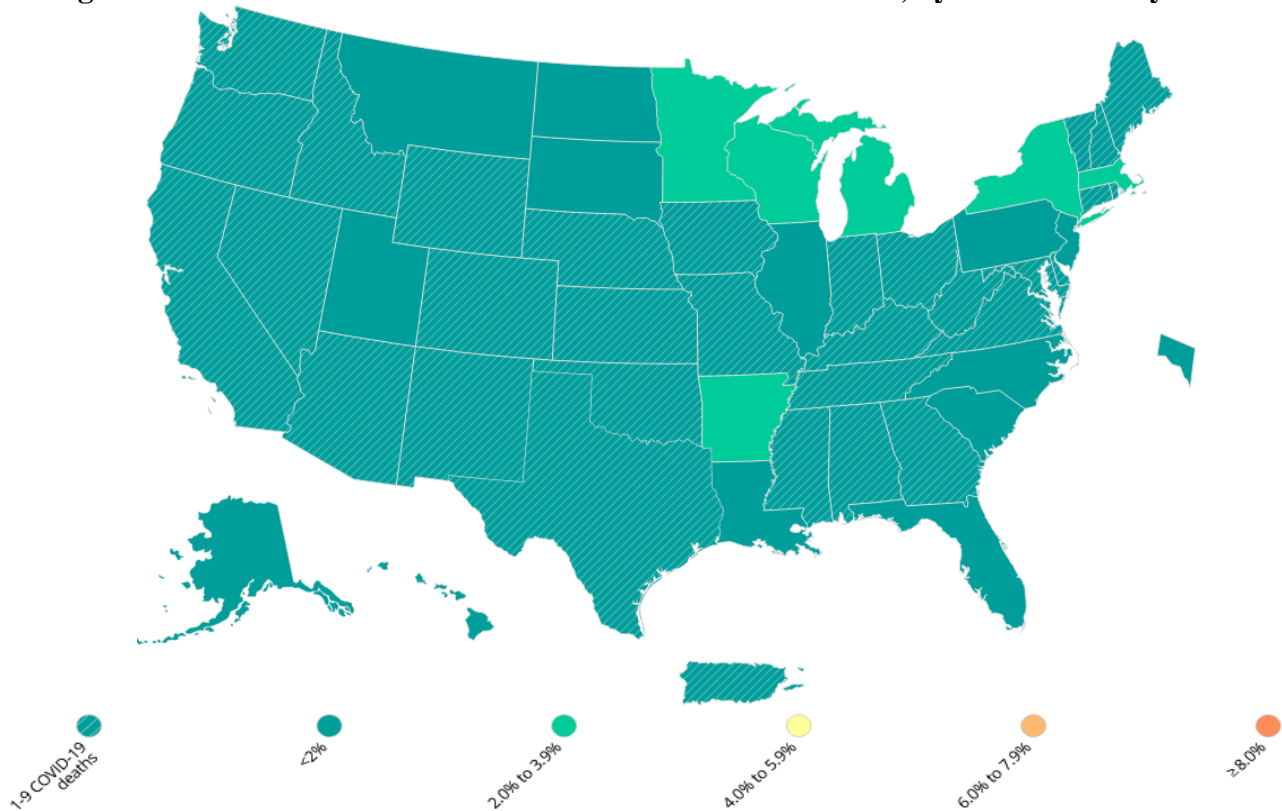 1-9 COVID-19
deaths
<2%
2.0% to 3.9%
4.0% to 5.9%
6.0% to 7.9%
≥8.0%